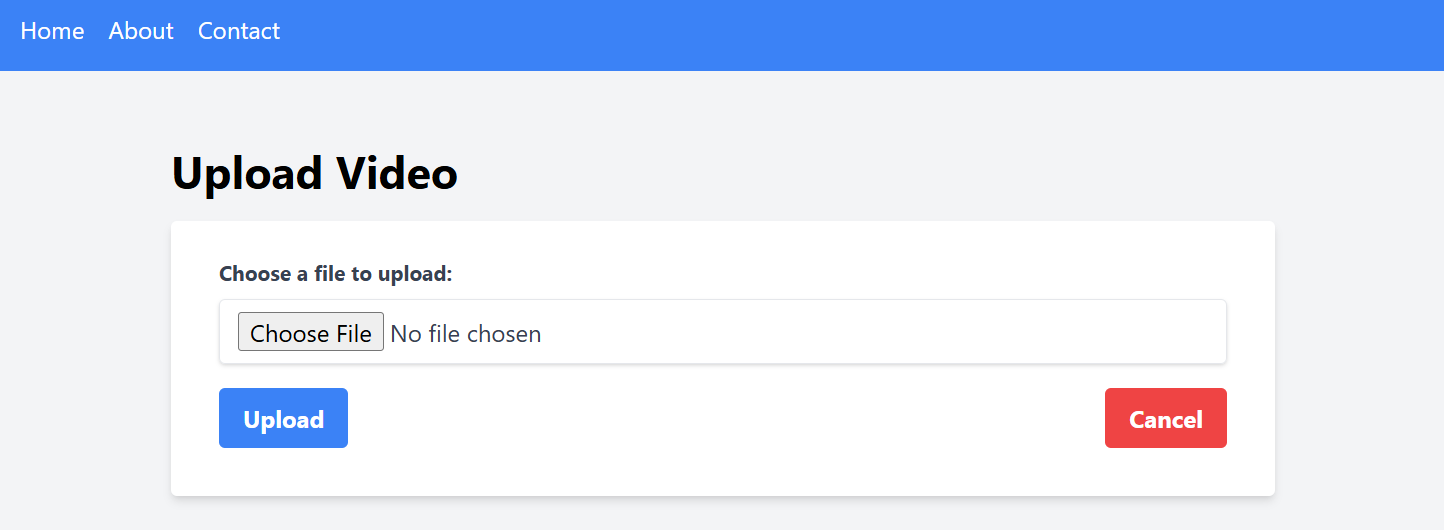 Home About Contact
Upload Video
Choose a file to upload:
Choose File No file chosen
Upload Cancel